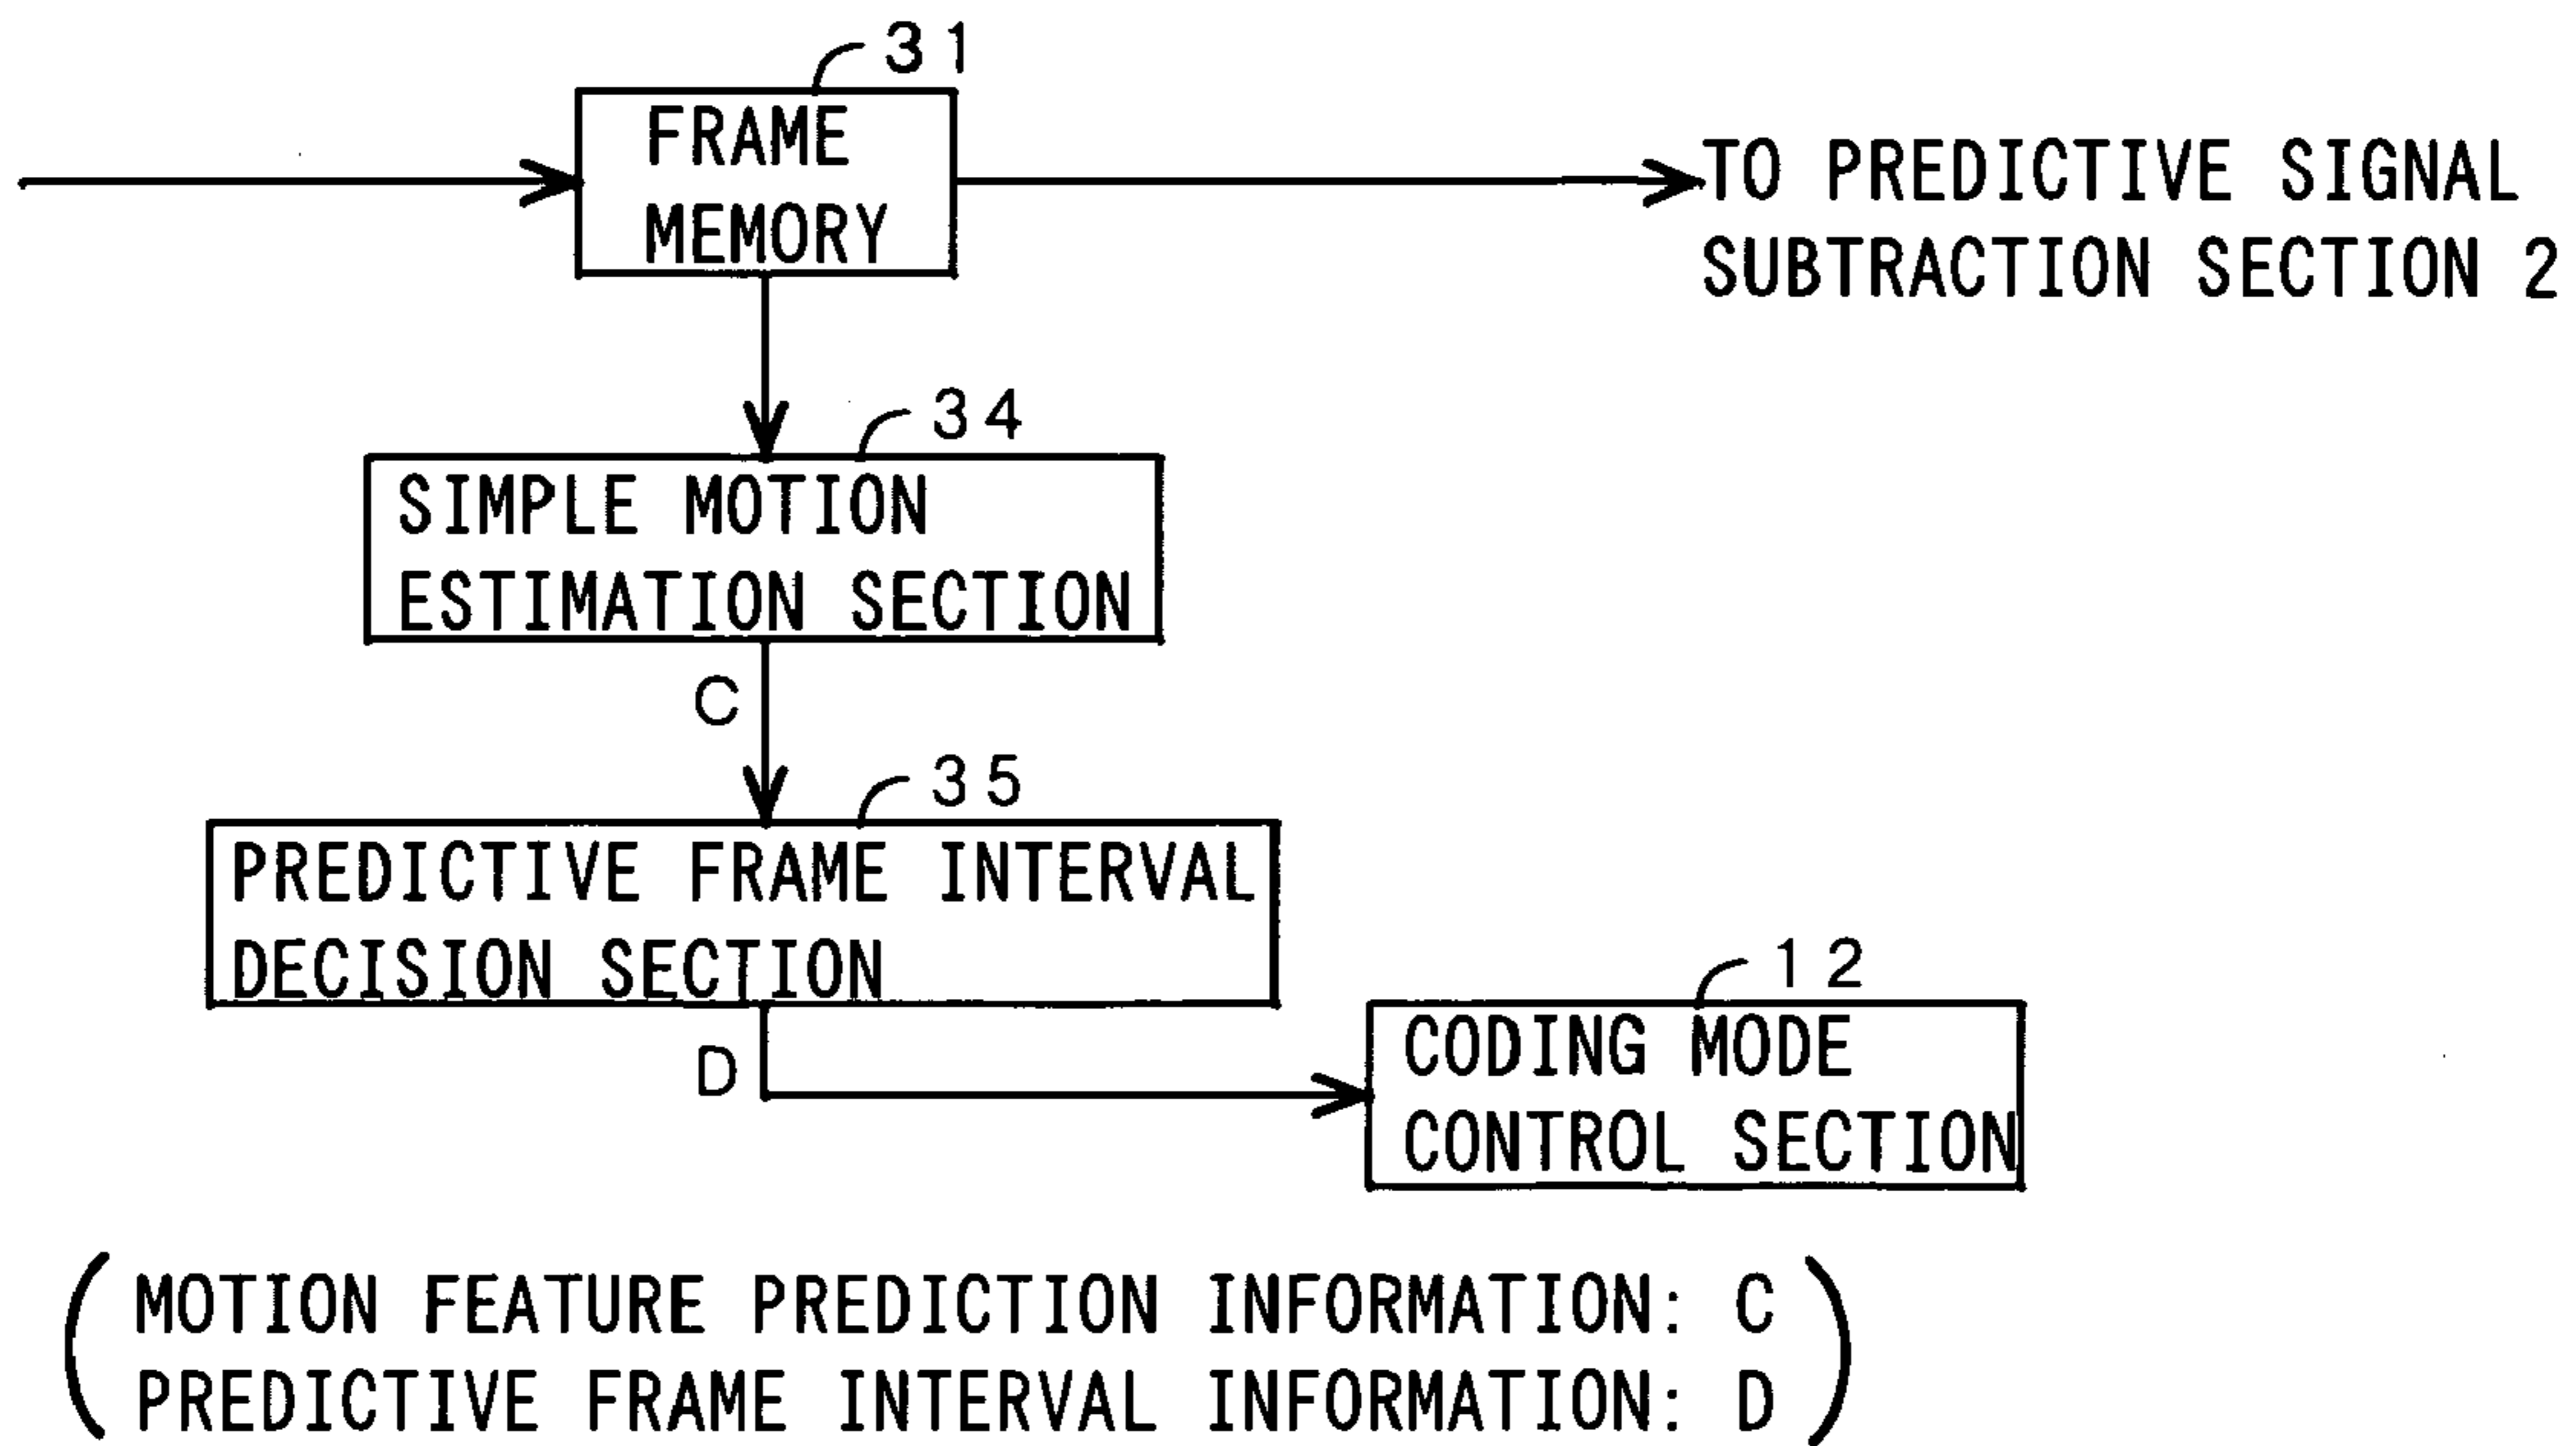 31
FRAME
MEMORY
TO PREDICTIVE SIGNAL
SUBTRACTION SECTION 2
34
SIMPLE MOTION
ESTIMATION SECTION
C
35
PREDICTIVE FRAME INTERVAL
DECISION SECTION
D
12
CODING MODE
CONTROL SECTION
(MOTION FEATURE PREDICTION INFORMATION: C
PREDICTIVE FRAME INTERVAL INFORMATION: D)